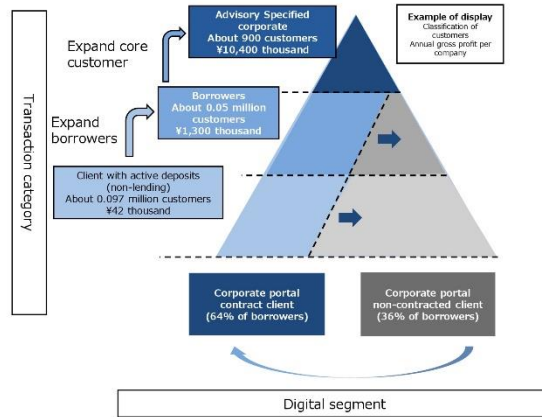 Transaction category
Expand core
customer
Expand
borrowers
Advisory Specified
corporate
About 900 customers
¥10,400 thousand
Borrowers
About 0.05 million
customers
¥1,300 thousand
Client with active deposits
(non-lending)
About 0.097 million customers
¥42 thousand
Example of display
Classification of
customers
Annual gross profit per
company
Corporate portal
contract client
(64% of borrowers)
Corporate portal
non-contracted client
(36% of borrowers)
Digital segment